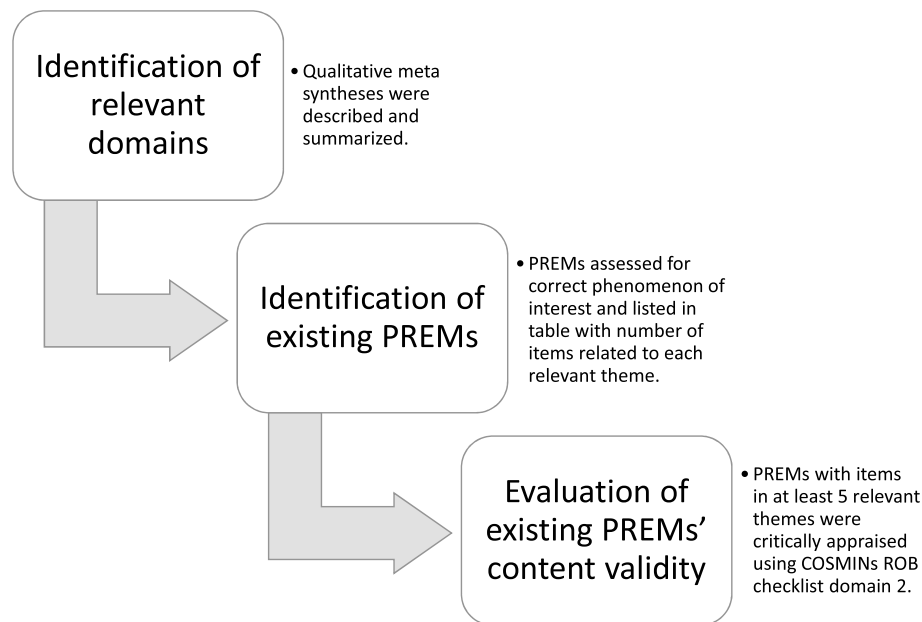 Identification of
relevant
domains
• Qualitative meta
syntheses were
described and
summarized.
Identification of
existing PREMs
• PREMs assessed for
correct phenomenon of
interest and listed in
table with number of
items related to each
relevant theme.
Evaluation of
existing PREMs’
content validity
• PREMs with items
in at least 5 relevant
themes were
critically appraised
using COSMINs ROB
checklist domain 2.